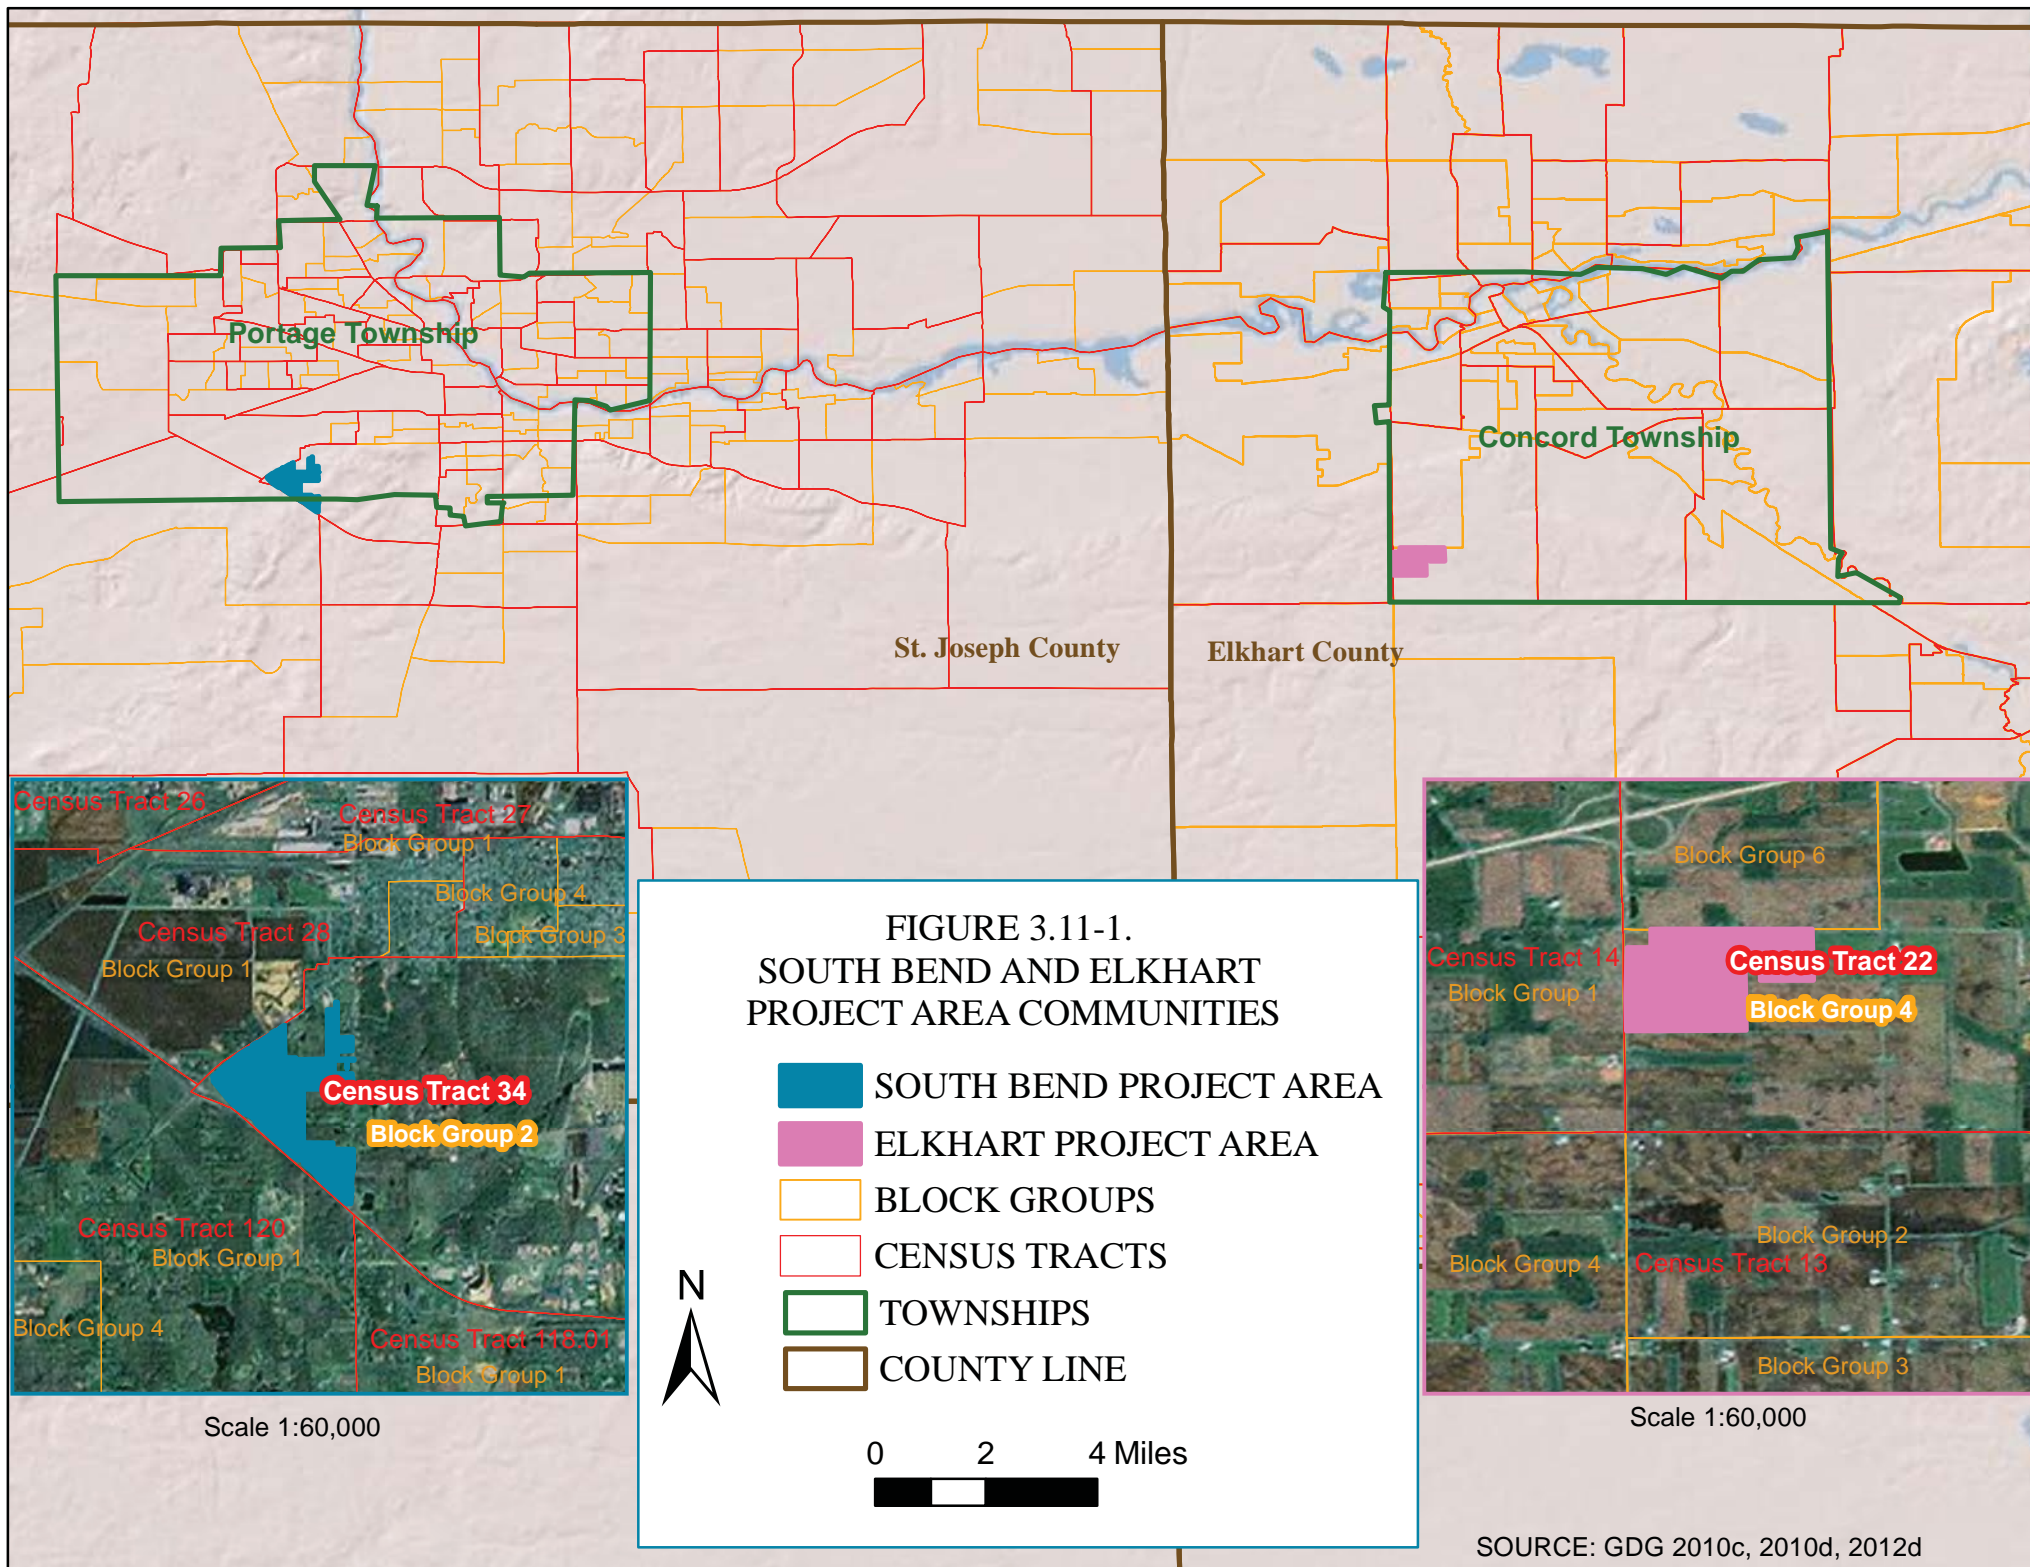 Portage Township
Concord Township
St. Joseph County
Elkhart County
Census Tract 26
Census Tract 27
Block Group 1
Block Group 4
Census Tract 28
Block Group 3
Block Group 1
Census Tract 34
Block Group 2
Census Tract 120
Block Group 1
Block Group 4
Census Tract 118.01
Block Group 1
Scale 1:60,000
FIGURE 3.11-1.
SOUTH BEND AND ELKHART
PROJECT AREA COMMUNITIES
SOUTH BEND PROJECT AREA
ELKHART PROJECT AREA
BLOCK GROUPS
CENSUS TRACTS
TOWNSHIPS
COUNTY LINE
N
0 2 4 Miles
Block Group 6
Census Tract 14
Census Tract 22
Block Group 1
Block Group 4
Block Group 2
Block Group 4
Census Tract 13
Block Group 3
Scale 1:60,000
SOURCE: GDG 2010c, 2010d, 2012d